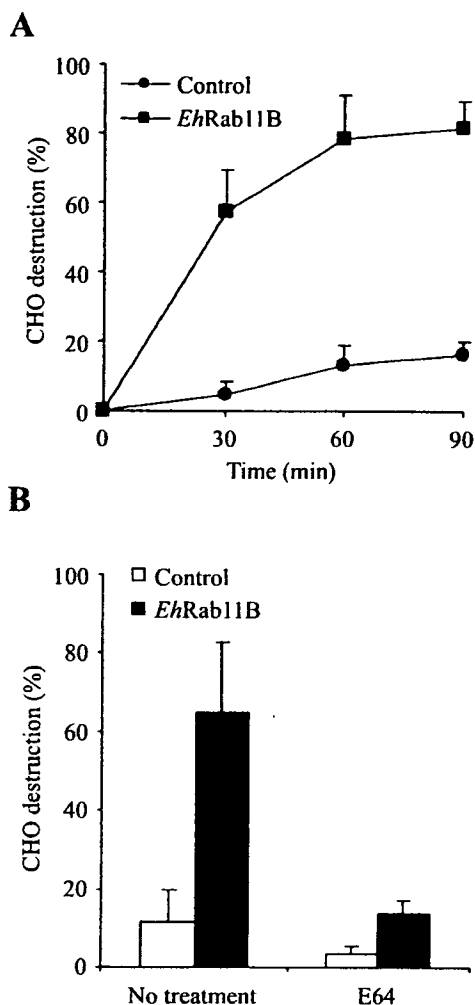 A
100
80
60
40
20
0
CHO destruction (%)
Control
EhRab11B
0 30 60 90
Time (min)
B
100
80
60
40
20
0
CHO destruction (%)
Control
EhRab11B
No treatment E64